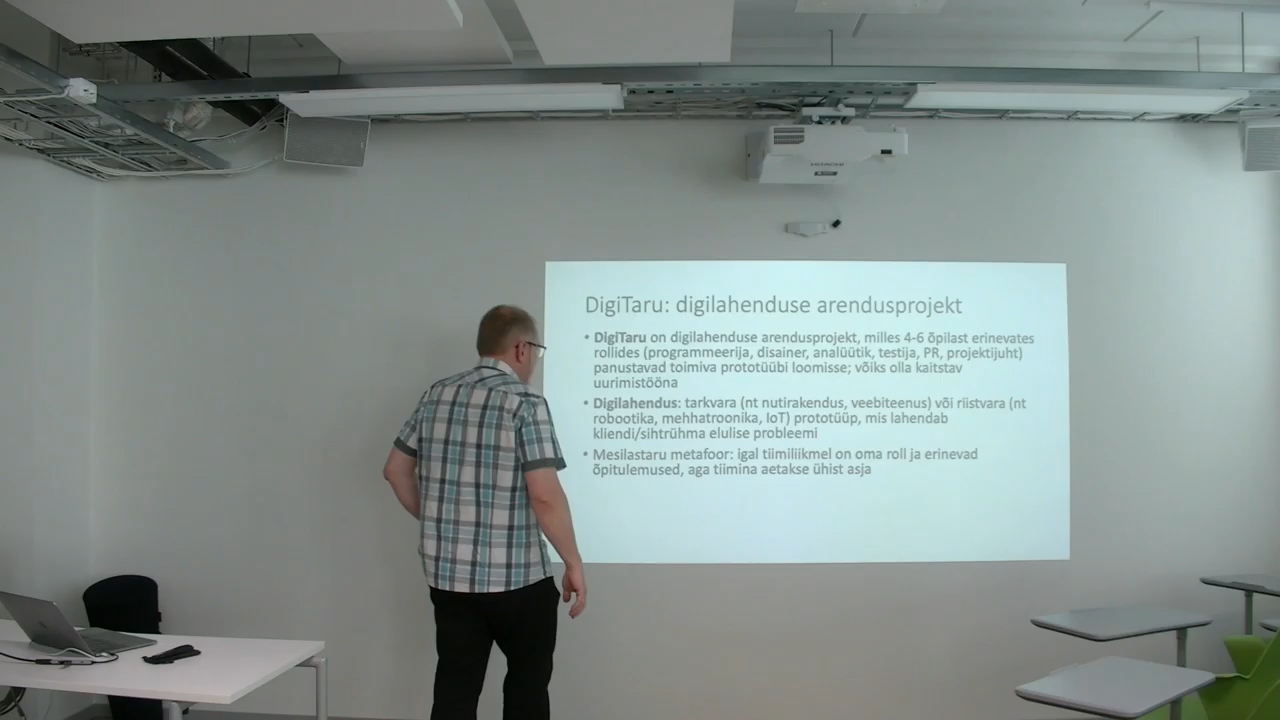 HITACHI
DigiTaru: digilahenduse arendusprojekt
• DigiTaru on digilahenduse arendusprojekt, milles 4-6 õpilast erinevates
rollides (programmeerija, disainer, analüütik, testija, PR, projektijuht)
panustavad toimiva prototüübi loomisse; võiks olla kaitstav
uurimistööna
• Digilahendus: tarkvara (nt nutirakendus, veebiteenus) või riistvara (nt
robootika, mehhatroonika, IoT) prototüüp, mis lahendab
kliendi/sihtrühma elulise probleemi
• Mesilastaru metafoor: igal tiimiliikmel on oma roll ja erinevad
õpitulemused, aga tiimina aetakse ühist asja